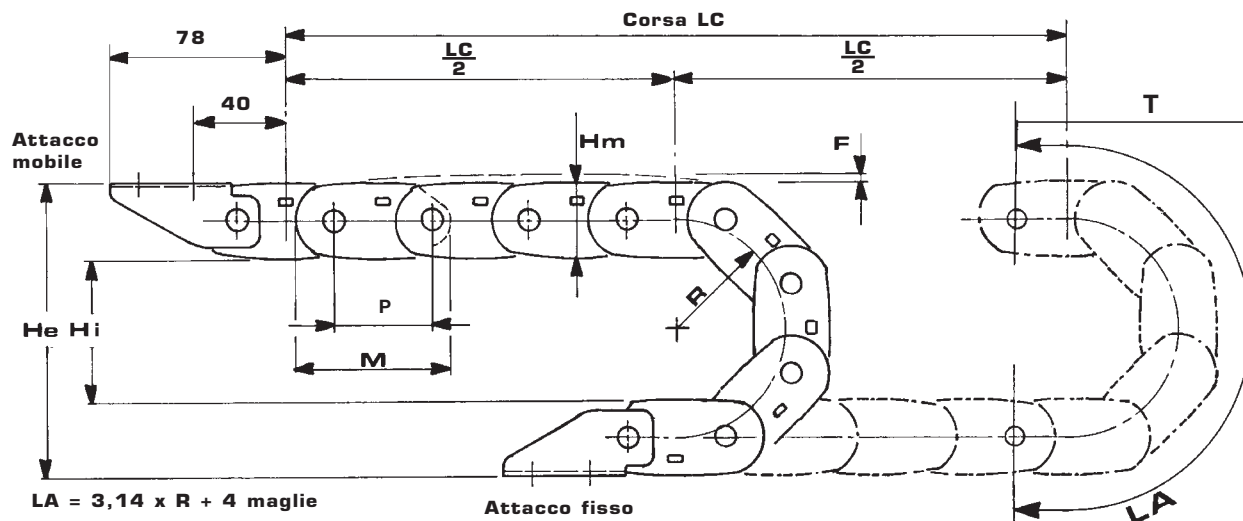 Corsa LC
78
LC
2
LC
2
40
T
Attacco
mobile
Hm
F
R
P
He Hi
M
LA = 3,14 x R + 4 maglie
Attacco fisso
LA